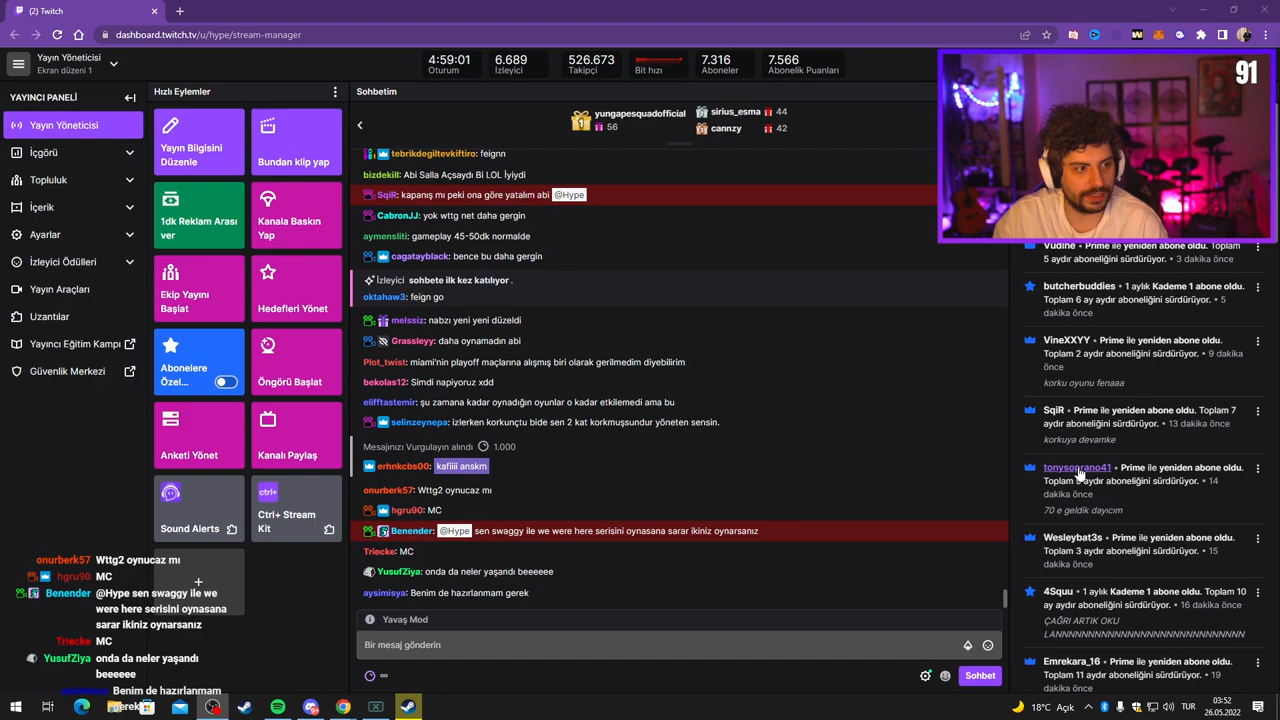 (2) Twitch
dashboard.twitch.tv/u/hype/stream-manager
Yayın Yöneticisi
Ekran düzeni 1
4:59:01
Oturum
6.689
İzleyici
526.673
Takipçi
Bit hızı
7.316
Aboneler
7.566
Abonelik Puanları
91
YAYINCI PANELİ
Yayın Yöneticisi
İçgörü
Topluluk
İçerik
Ayarlar
İzleyici Ödülleri
Yayın Araçları
Uzantılar
Yayıncı Eğitim Kampı
Güvenlik Merkezi
Hızlı Eylemler
Yayın Bilgisini
Düzenle
Bundan klip yap
1dk Reklam Arası
ver
Kanala Baskın
Yap
Ekip Yayını
Başlat
Hedefleri Yönet
Abonelere
Özel...
Öngörü Başlat
Anketi Yönet
Kanalı Paylaş
Sound Alerts
ctrl+
Ctrl+ Stream
Kit
Sohbetim
1
yungapesquadofficial
56
sirius_esma 44
cannzy 42
tebrikdegiltevkiftiro: feignn
bizdekill: Abi Salla Açsaydı Bi LOL İyiydi
SqiR: kapanış mı peki ona göre yatalım abi @Hype
CabronJJ: yok wttg net daha gergin
aymensliti: gameplay 45-50dk normalde
cagatayblack: bence bu daha gergin
İzleyici sohbete ilk kez katılıyor .
oktahaw3: feign go
melssiz: nabzı yeni yeni düzeldi
Grassleyy: daha oynamadın abi
Plot_twist: miami'nin playoff maçlarına alışmış biri olarak gerilmedim diyebilirim
bekolas12: Simdi napiyoruz xdd
elifftastemir: şu zamana kadar oynadığın oyunlar o kadar etkilemedi ama bu
selinzeynepa: izlerken korkunçtu bide sen 2 kat korkmuşsundur yöneten sensin.
Mesajınızı Vurgulayın alındı 1.000
erhnkcbs00: kafiiii anskm
onurberk57: Wttg2 oynucaz mı
hgru90: MC
Benender: @Hype sen swaggy ile we were here serisini oynasana sarar ikiniz oynarsınız
Triecke: MC
YusufZiya: onda da neler yaşandı beeeeee
aysimisya: Benim de hazırlanmam gerek
Yavaş Mod
Bir mesaj gönderin
Sohbet
Vudine • Prime ile yeniden abone oldu. Toplam
5 aydır aboneliğini sürdürüyor. • 3 dakika önce
butcherbuddies • 1 aylık Kademe 1 abone oldu.
Toplam 6 ay aydır aboneliğini sürdürüyor. • 5
dakika önce
VineXXYY • Prime ile yeniden abone oldu.
Toplam 2 aydır aboneliğini sürdürüyor. • 9 dakika
önce
korku oyunu fenaaa
SqiR • Prime ile yeniden abone oldu. Toplam 7
aydır aboneliğini sürdürüyor. • 13 dakika önce
korkuya devamke
tonysoprano41 • Prime ile yeniden abone oldu.
Toplam aydır aboneliğini sürdürüyor. • 14
dakika önce
70 e geldik dayıcım
Wesleybat3s • Prime ile yeniden abone oldu.
Toplam 3 aydır aboneliğini sürdürüyor. • 15
dakika önce
4Squu • 1 aylık Kademe 1 abone oldu. Toplam 10
ay aydır aboneliğini sürdürüyor. • 16 dakika önce
ÇAĞRI ARTIK OKU
LANNNNNNNNNNNNNNNNNNNNNNNNNNNN
Emrekara_16 • Prime ile yeniden abone oldu.
Toplam 11 aydır aboneliğini sürdürüyor. • 19
dakika önce
onurberk57 Wttg2 oynucaz mı
hgru90 MC
Benender @Hype sen swaggy ile we
were here serisini oynasana
sarar ikiniz oynarsınız
Triecke MC
YusufZiya onda da neler yaşandı
beeeeee
Benim de hazırlanmam
gerek
18°C Açık
TUR
03:52
26.05.2022